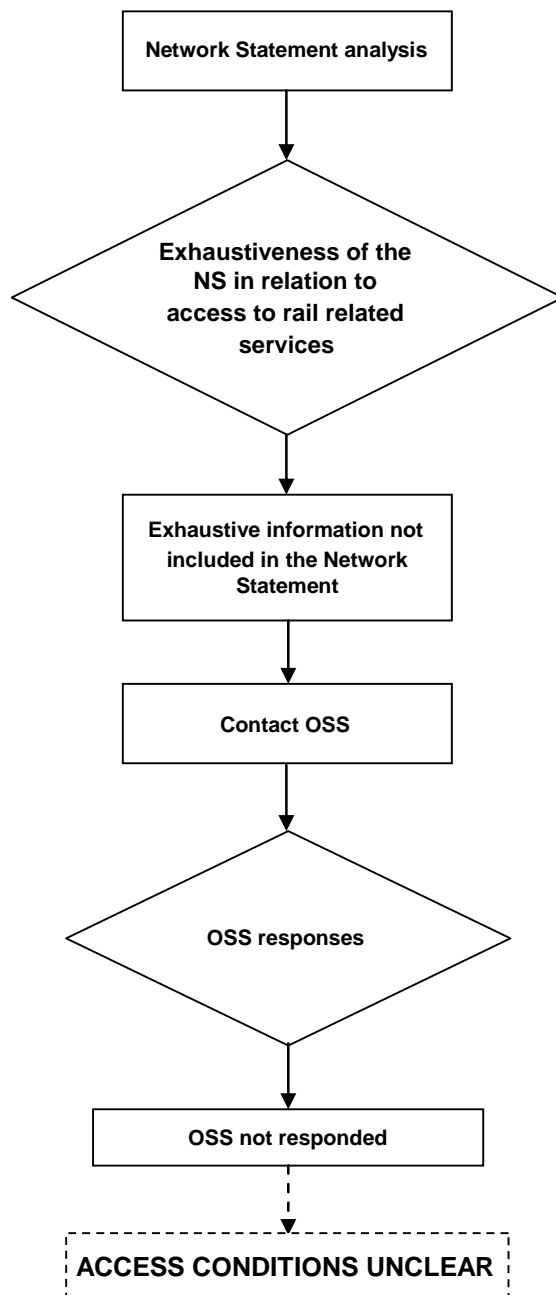 Network Statement analysis
Exhaustiveness of the
NS in relation to
access to rail related
services
Exhaustive information not
included in the Network
Statement
Contact OSS
OSS responses
OSS not responded
ACCESS CONDITIONS UNCLEAR